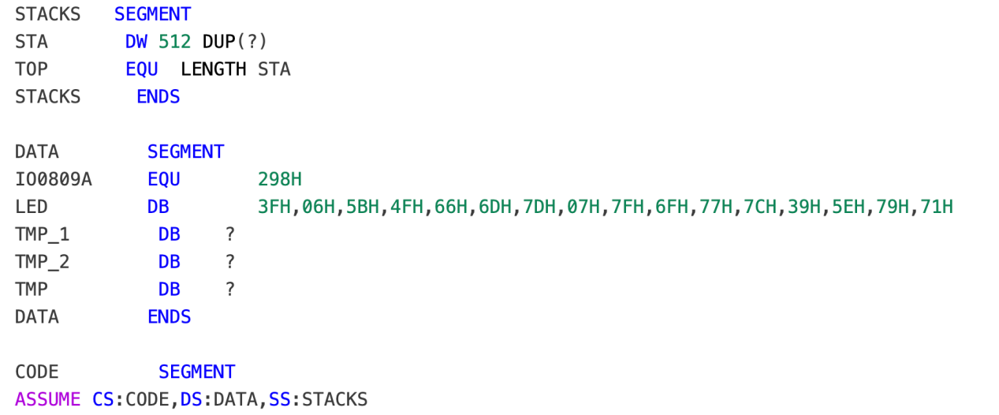 STACKS   SEGMENT
STA       DW 512 DUP(?)
TOP       EQU  LENGTH STA
STACKS     ENDS

DATA        SEGMENT
IO0809A     EQU       298H
LED         DB        3FH,06H,5BH,4FH,66H,6DH,7DH,07H,7FH,6FH,77H,7CH,39H,5EH,79H,71H
TMP_1        DB    ?
TMP_2        DB    ?
TMP          DB    ?
DATA        ENDS

CODE         SEGMENT
ASSUME CS:CODE,DS:DATA,SS:STACKS